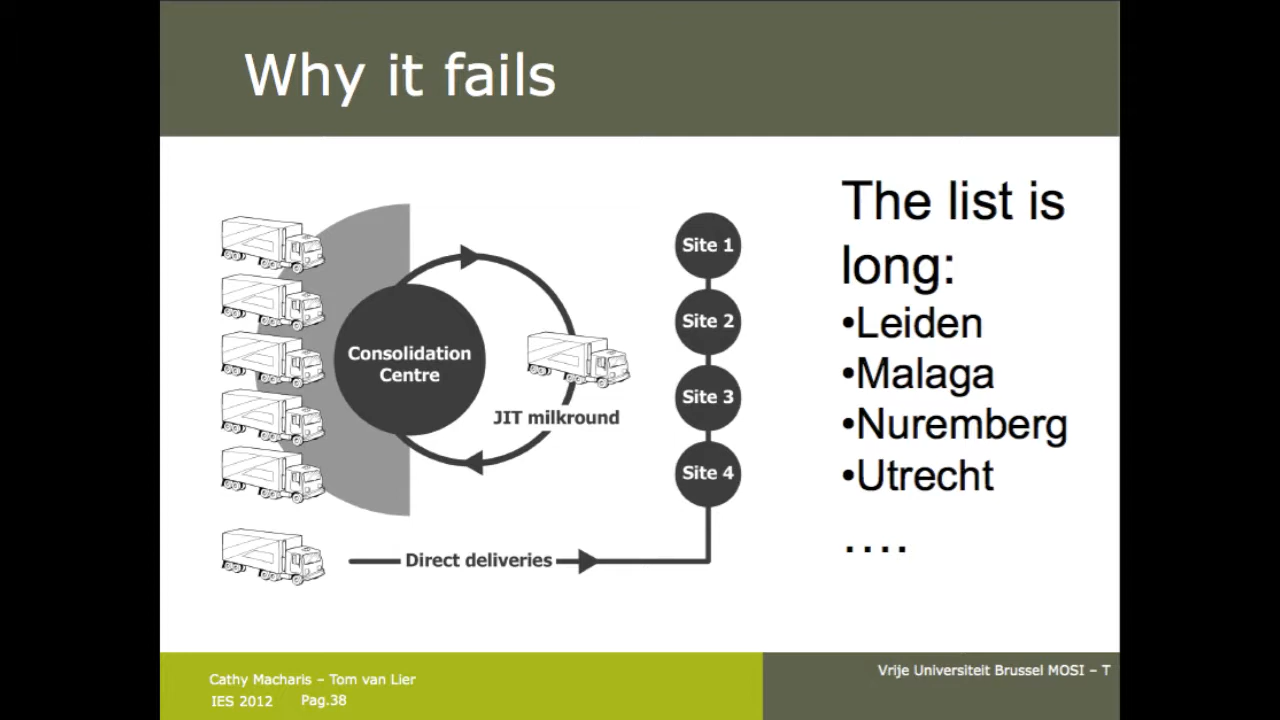 Why it fails
The list is
long:
•Leiden
•Malaga
•Nuremberg
•Utrecht
....
Consolidation
Centre
JIT milkround
Site 1
Site 2
Site 3
Site 4
Direct deliveries
Cathy Macharis – Tom van Lier
IES 2012 Pag.38
Vrije Universiteit Brussel MOSI – T